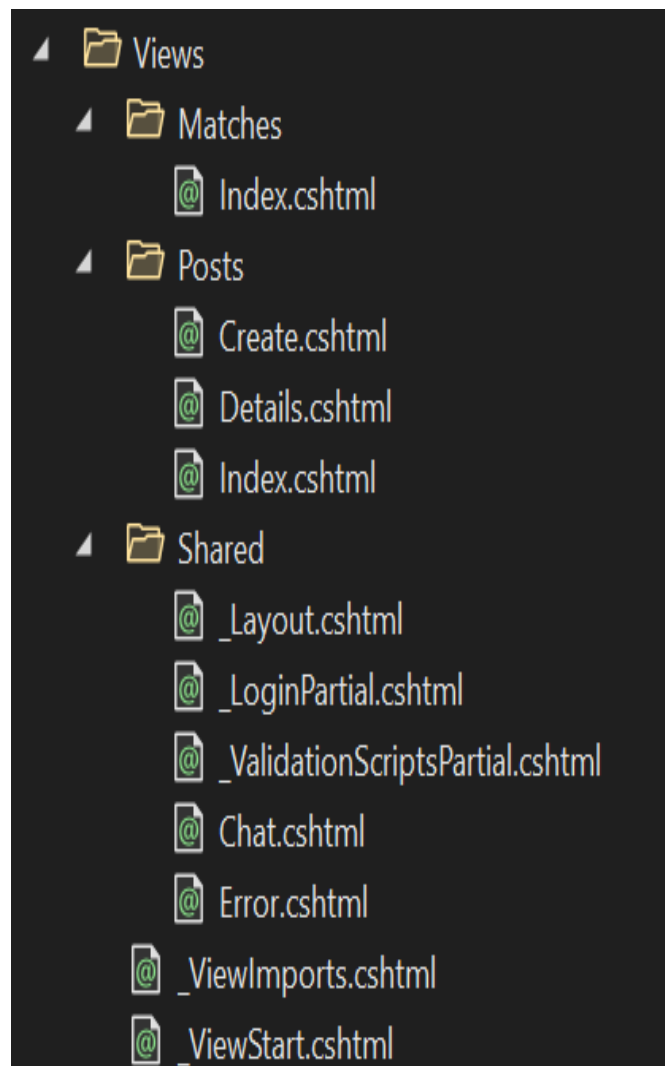 Views
Matches
Index.cshtml
Posts
Create.cshtml
Details.cshtml
Index.cshtml
Shared
_Layout.cshtml
_LoginPartial.cshtml
_ValidationScriptsPartial.cshtml
Chat.cshtml
Error.cshtml
_ViewImports.cshtml
_ViewStart.cshtml